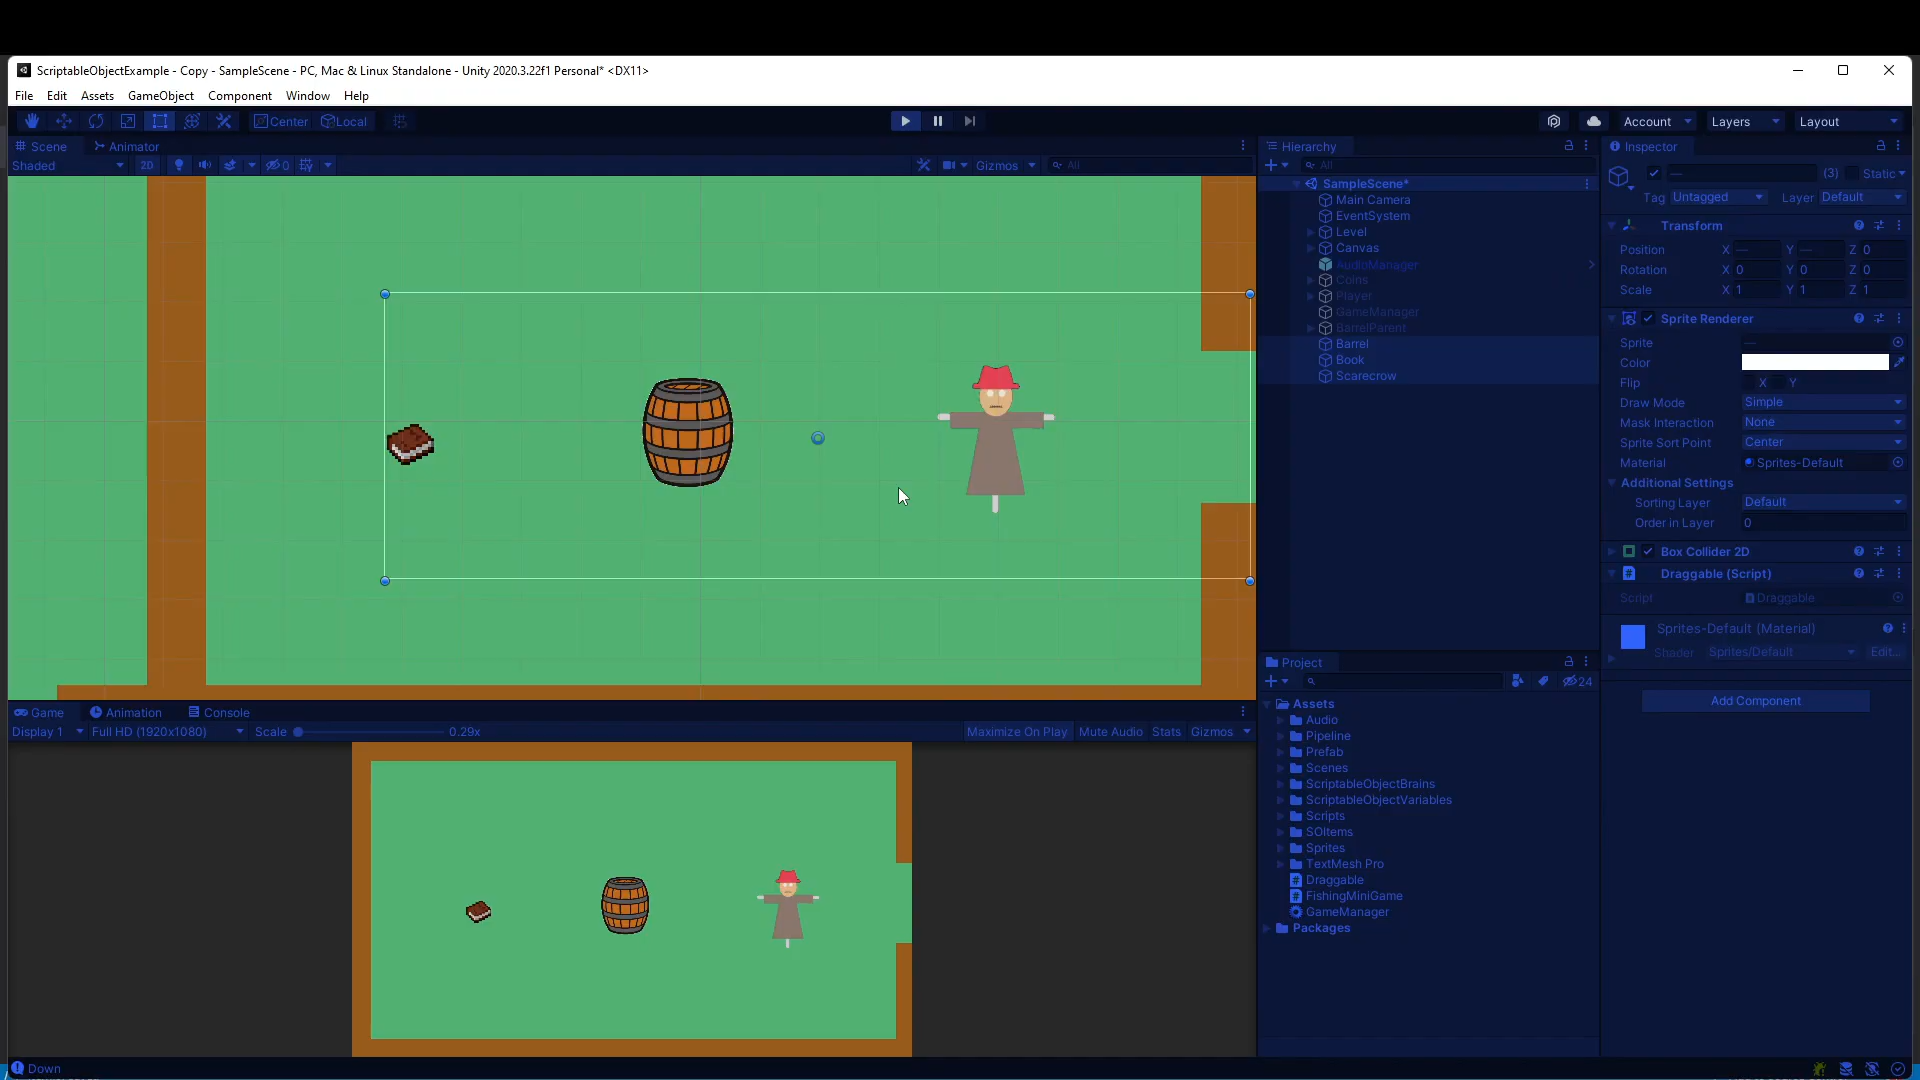 ScriptableObjectExample - Copy - SampleScene - PC, Mac & Linux Standalone - Unity 2020.3.22f1 Personal* <DX11>
File Edit Assets GameObject Component Window Help
Center Local Account Layers Layout
Scene Animator
Shaded 2D 0 Gizmos All
Hierarchy
All
SampleScene*
Main Camera
EventSystem
Level
Canvas
AudioManager
Coins
Player
GameManager
BarrelParent
Barrel
Book
Scarecrow
Inspector
— (3) Static
Tag Untagged Layer Default
Transform
Position X — Y — Z 0
Rotation X 0 Y 0 Z 0
Scale X 1 Y 1 Z 1
Sprite Renderer
Sprite —
Color
Flip X Y
Draw Mode Simple
Mask Interaction None
Sprite Sort Point Center
Material Sprites-Default
Additional Settings
Sorting Layer Default
Order in Layer 0
Box Collider 2D
Draggable (Script)
Script Draggable
Sprites-Default (Material)
Shader Sprites/Default Edit...
Add Component
Project
24
Assets
Audio
Pipeline
Prefab
Scenes
ScriptableObjectBrains
ScriptableObjectVariables
Scripts
SOItems
Sprites
TextMesh Pro
Draggable
FishingMiniGame
GameManager
Packages
Game Animation Console
Display 1 Full HD (1920x1080) Scale 0.29x Maximize On Play Mute Audio Stats Gizmos
Down